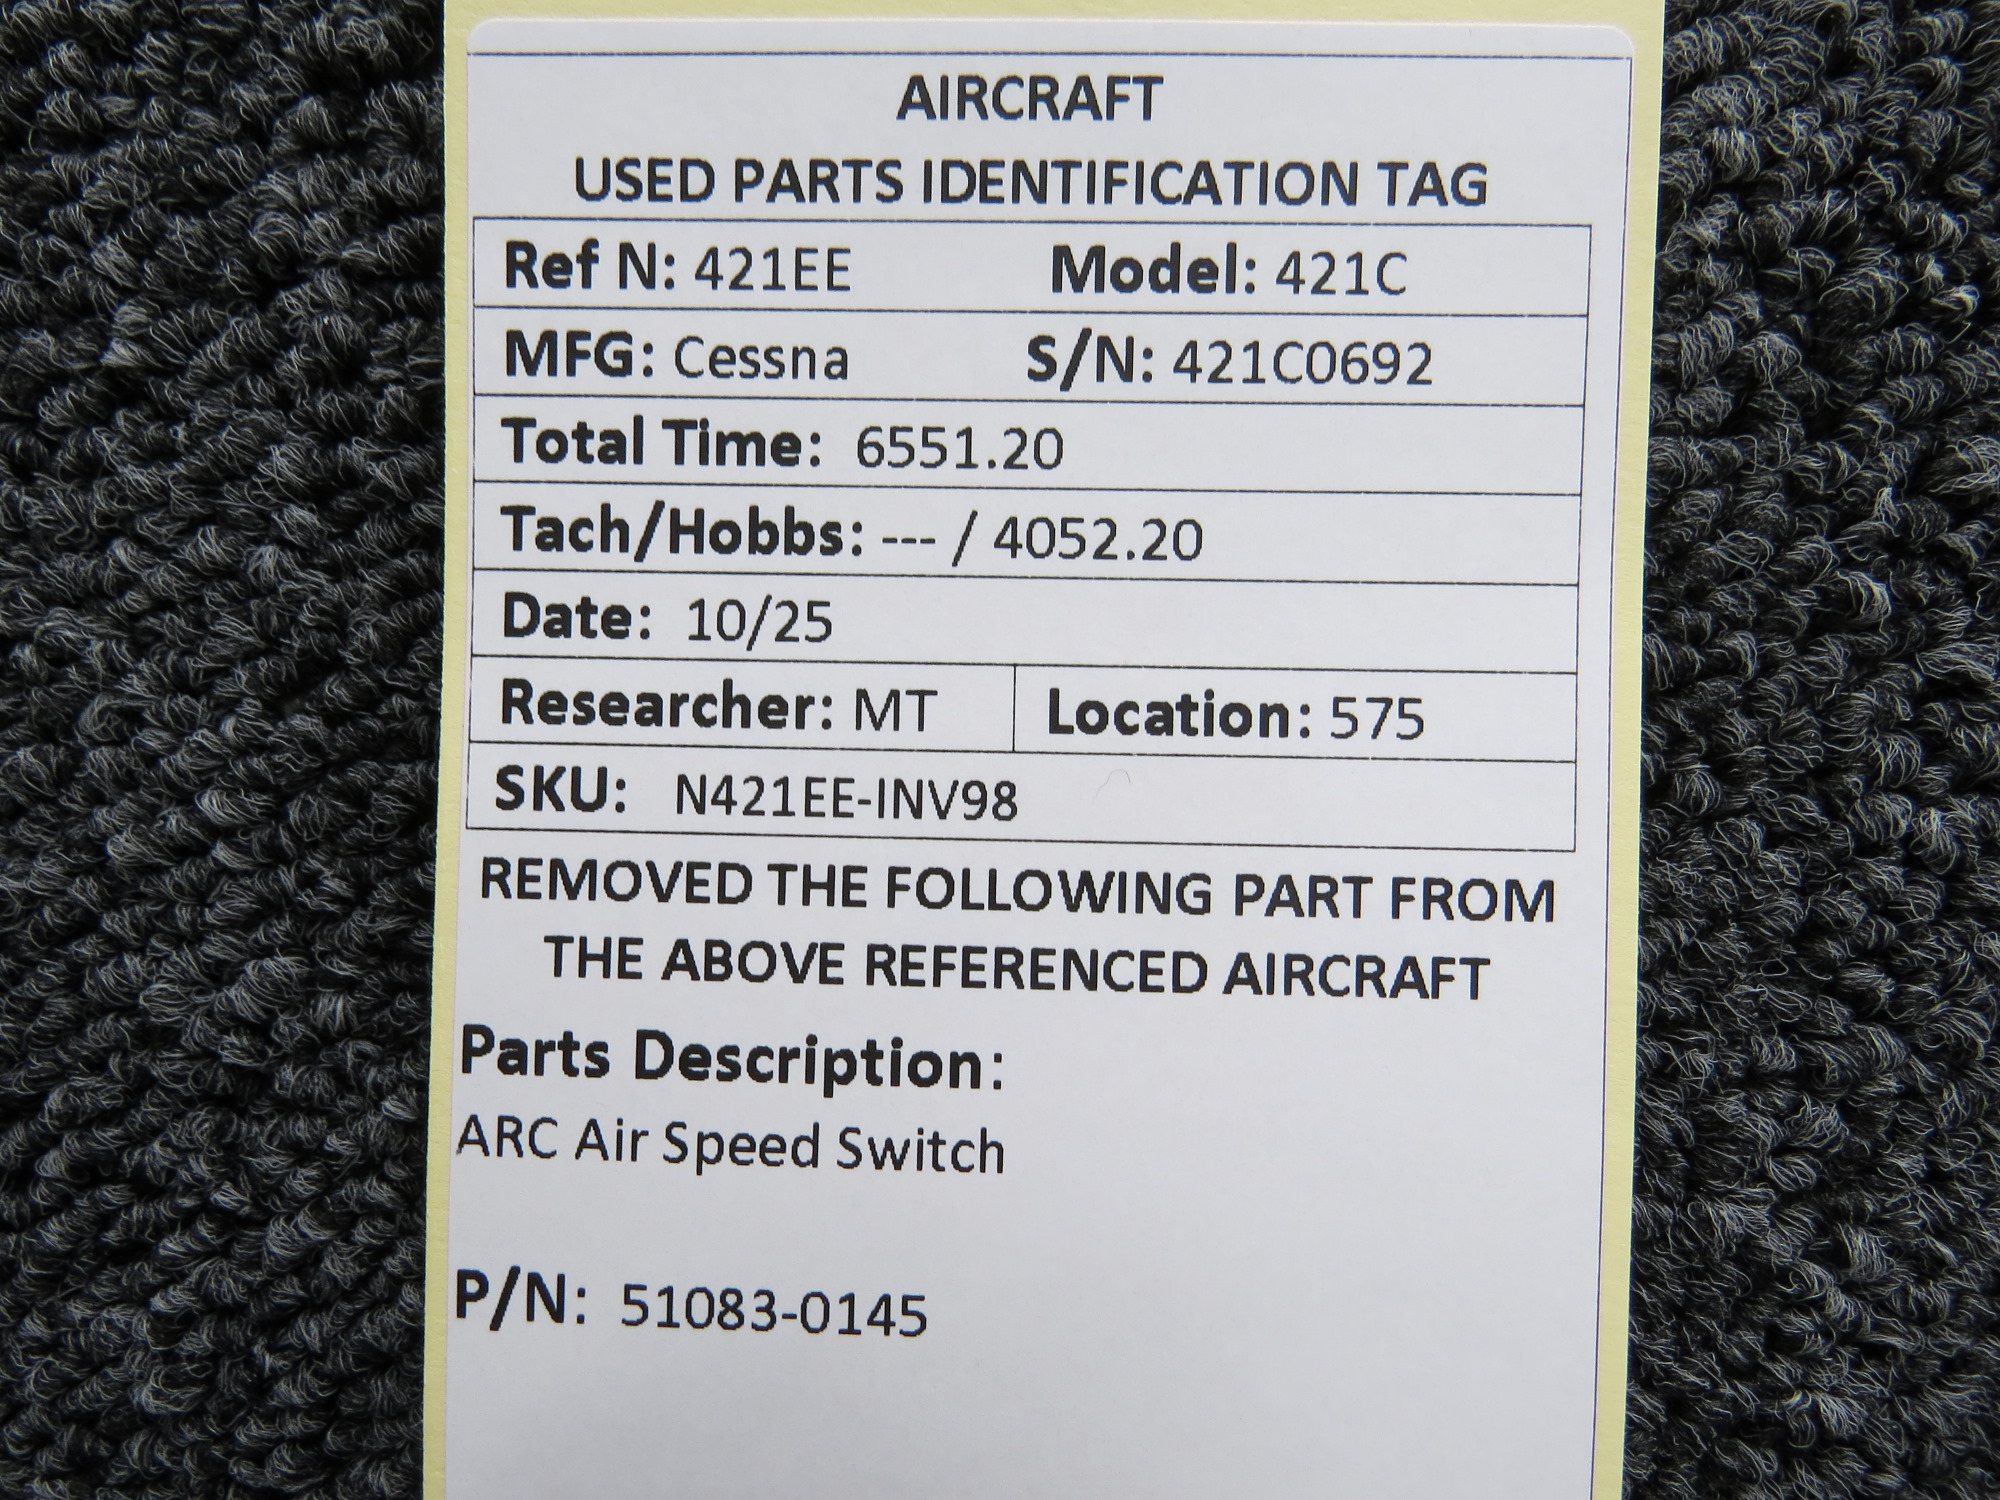 AIRCRAFT
USED PARTS IDENTIFICATION TAG
Ref N: 421EE Model: 421C
MFG: Cessna S/N: 421C0692
Total Time: 6551.20
Tach/Hobbs: --- / 4052.20
Date: 10/25
Researcher: MT Location: 575
SKU: N421EE-INV98
REMOVED THE FOLLOWING PART FROM
THE ABOVE REFERENCED AIRCRAFT
Parts Description:
ARC Air Speed Switch
P/N: 51083-0145